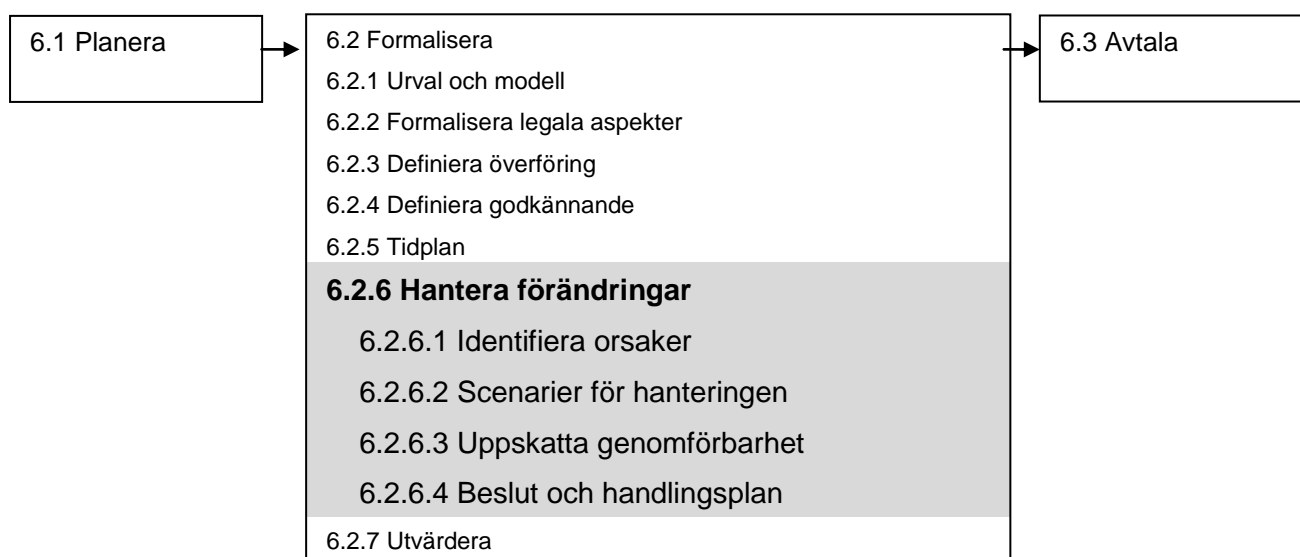 6.1 Planera
6.2 Formalisera
6.2.1 Urval och modell
6.2.2 Formalisera legala aspekter
6.2.3 Definiera överföring
6.2.4 Definiera godkännande
6.2.5 Tidplan
6.2.6 Hantera förändringar
6.2.6.1 Identifiera orsaker
6.2.6.2 Scenarier för hanteringen
6.2.6.3 Uppskatta genomförbarhet
6.2.6.4 Beslut och handlingsplan
6.2.7 Utvärdera
6.3 Avtala